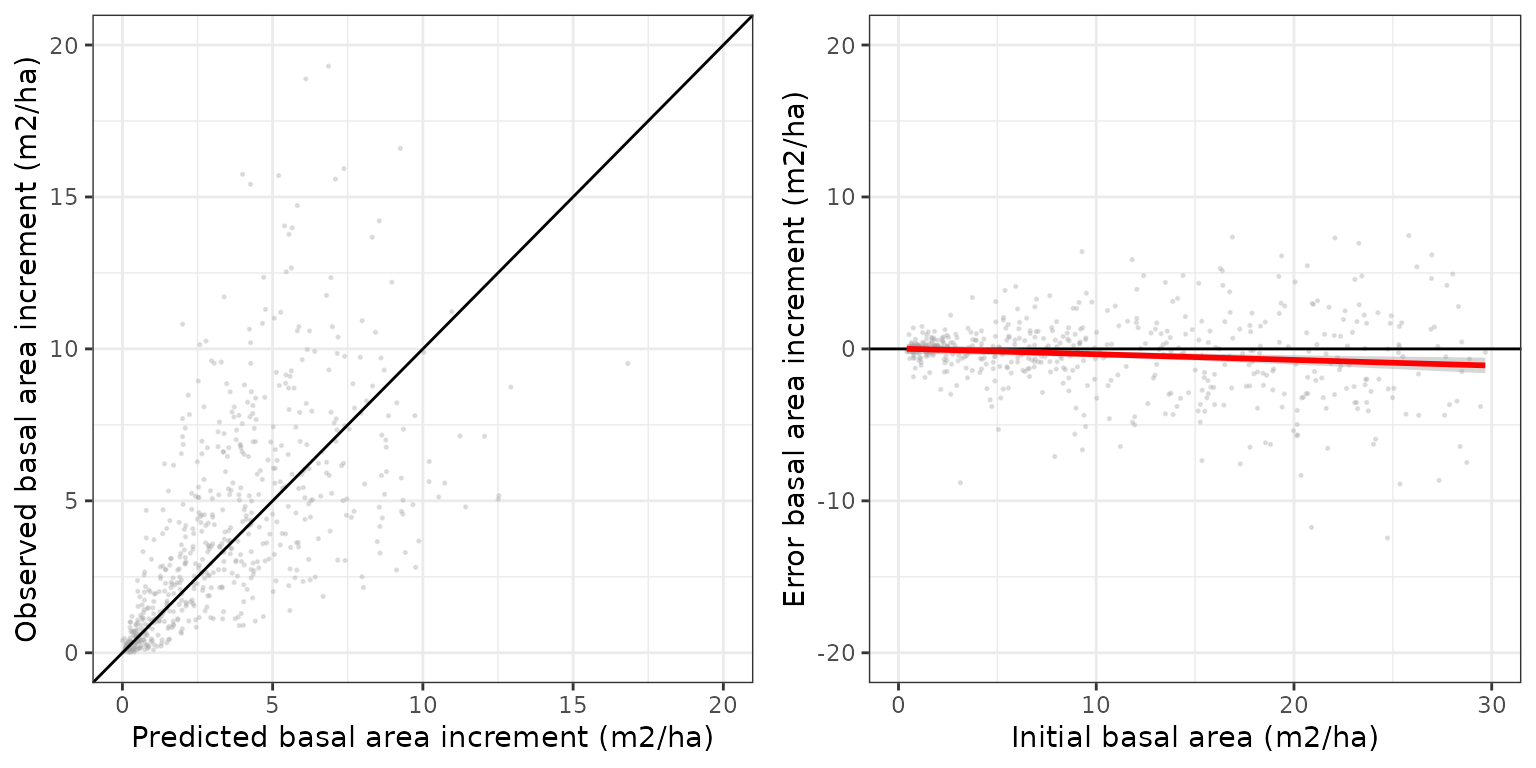 Observed basal area increment (m2/ha)
20
15
10
5
0
0 5 10 15 20
Predicted basal area increment (m2/ha)
Error basal area increment (m2/ha)
20
10
0
-10
-20
0 10 20 30
Initial basal area (m2/ha)